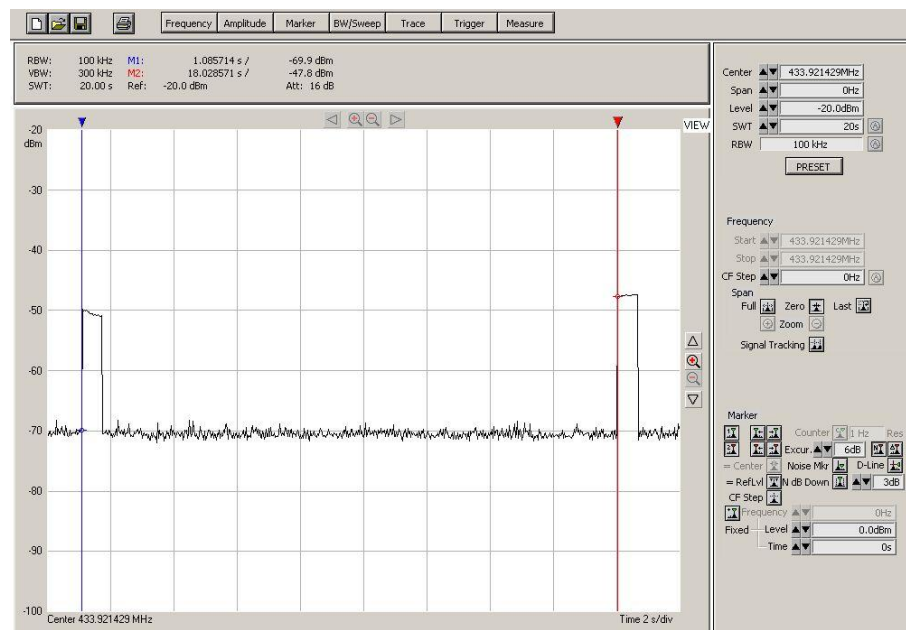 Frequency Amplitude Marker BW/Sweep Trace Trigger Measure
RBW: 100 kHz M1: 1.085714 s / -69.9 dBm
VBW: 300 kHz M2: 18.028571 s / -47.8 dBm
SWT: 20.00 s Ref: -20.0 dBm Att: 16 dB
VIEW
-20
dBm
-30
-40
-50
-60
-70
-80
-90
-100
Center 433.921429 MHz Time 2 s/div
Center 433.921429MHz
Span 0Hz
Level -20.0dBm
SWT 20s
RBW 100 kHz
PRESET
Frequency
Start 433.921429MHz
Stop 433.921429MHz
CF Step 0Hz
Span
Full Zero Last
Zoom
Signal Tracking
Marker
Counter 1 Hz Res
Excur. 6dB
= Center Noise Mkr D-Line
= RefLvl N dB Down 3dB
CF Step
Frequency 0Hz
Fixed Level 0.0dBm
Time 0s